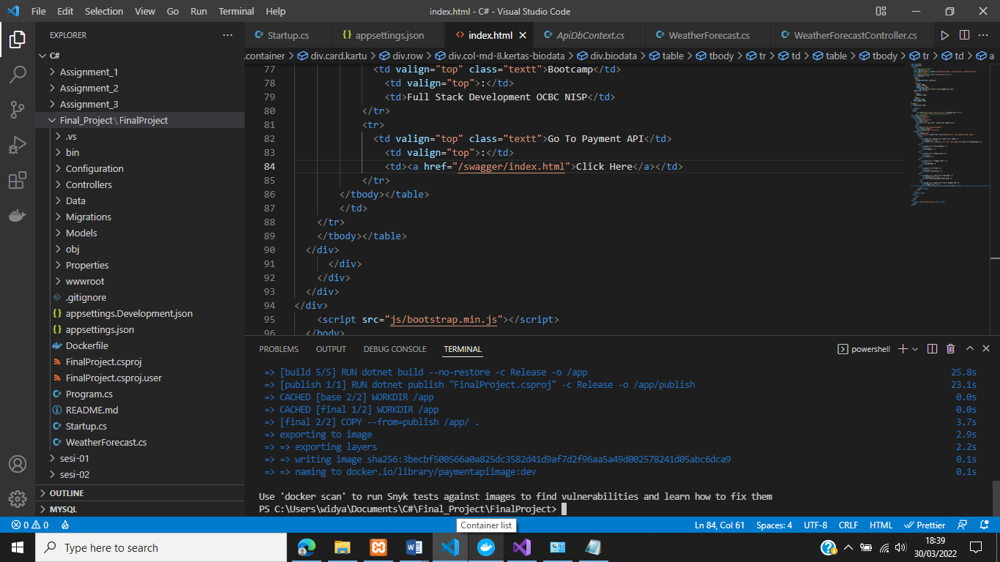 File Edit Selection View Go Run Terminal Help index.html - C# - Visual Studio Code
EXPLORER ···
C#
Assignment_1
Assignment_2
Assignment_3
Final_Project\FinalProject
.vs
bin
Configuration
Controllers
Data
Migrations
Models
obj
Properties
wwwroot
.gitignore
appsettings.Development.json
appsettings.json
Dockerfile
FinalProject.csproj
FinalProject.csproj.user
Program.cs
README.md
Startup.cs
WeatherForecast.cs
sesi-01
sesi-02
OUTLINE
MYSQL
Startup.cs appsettings.json index.html ApiDbContext.cs WeatherForecast.cs WeatherForecastController.cs
.container > div.card.kartu > div.row > div.col-md-8.kertas-biodata > div.biodata > table > tbody > tr > td > table > tbody > tr > td > a
77 <td valign="top" class="textt">Bootcamp</td>
78 <td valign="top">:</td>
79 <td>Full Stack Development OCBC NISP</td>
80 </tr>
81 <tr>
82 <td valign="top" class="textt">Go To Payment API</td>
83 <td valign="top">:</td>
84 <td><a href="/swagger/index.html">Click Here</a></td>
85 </tr>
86 </tbody></table>
87 </td>
88 </tr>
89 </tbody></table>
90 </div>
91 </div>
92 </div>
93 </div>
94 </div>
95 <script src="js/bootstrap.min.js"></script>
96 </body>
PROBLEMS OUTPUT DEBUG CONSOLE TERMINAL powershell
=> [build 5/5] RUN dotnet build --no-restore -c Release -o /app 25.8s
=> [publish 1/1] RUN dotnet publish "FinalProject.csproj" -c Release -o /app/publish 23.1s
=> CACHED [base 2/2] WORKDIR /app 0.0s
=> CACHED [final 1/2] WORKDIR /app 0.0s
=> [final 2/2] COPY --from=publish /app/ . 3.7s
=> exporting to image 2.9s
=> => exporting layers 2.2s
=> => writing image sha256:3becbf500566a0a825dc3582d41d9af7d2f96aa5a49d002578241d05abc6dca9 0.1s
=> => naming to docker.io/library/paymentapiimage:dev 0.1s
Use 'docker scan' to run Snyk tests against images to find vulnerabilities and learn how to fix them
PS C:\Users\widya\Documents\C#\Final_Project\FinalProject>
0 0 Container list Ln 84, Col 61 Spaces: 4 UTF-8 CRLF HTML Prettier
Type here to search
18:39
30/03/2022